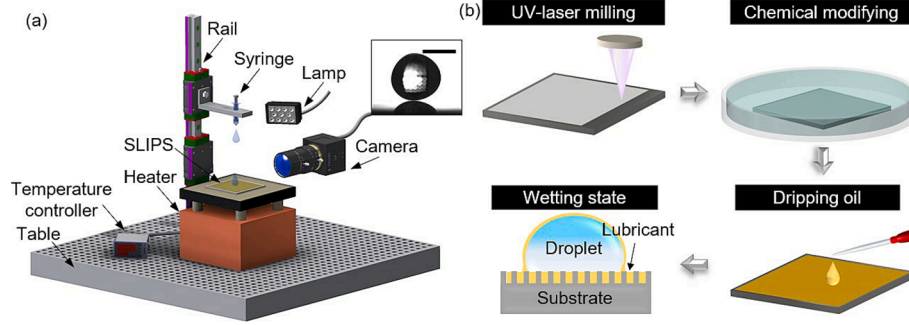 (a)
Rail
Syringe
Lamp
SLIPS
Camera
Heater
Temperature
controller
Table
(b)
UV-laser milling
Chemical modifying
Wetting state
Dripping oil
Lubricant
Droplet
Substrate